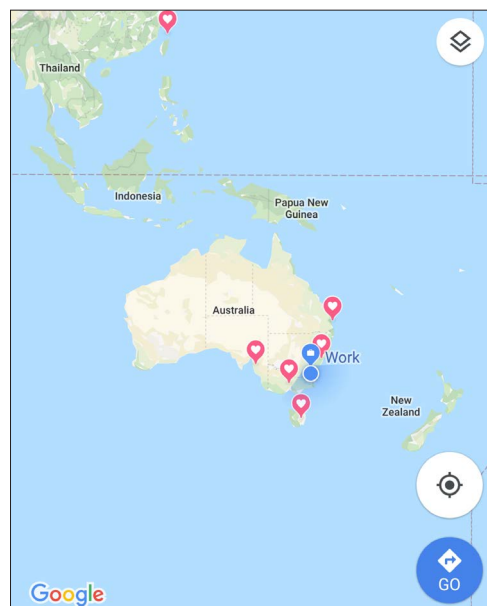 Thailand
Indonesia
Papua New
Guinea
Australia
Work
New
Zealand
GO
Google